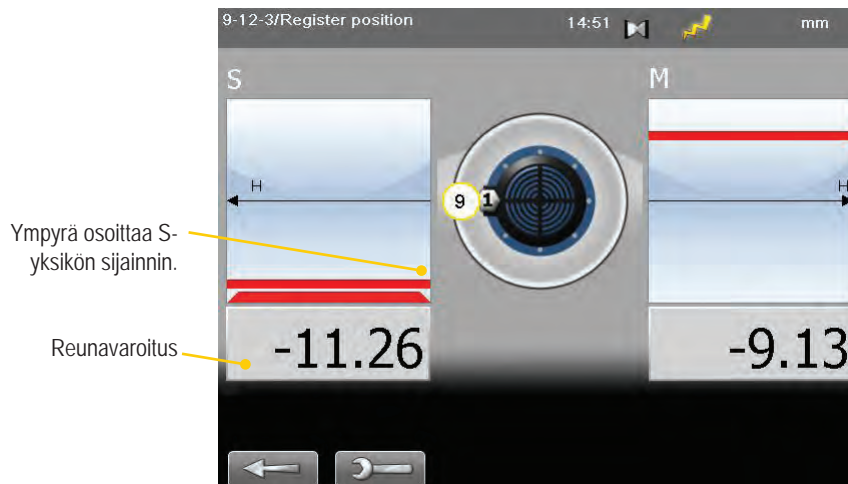 9-12-3/Register position
14:51
mm
S
M
H
H
9
1
Ympyrä osoittaa S-
yksikön sijainnin.
Reunavaroitus
-11.26
-9.13